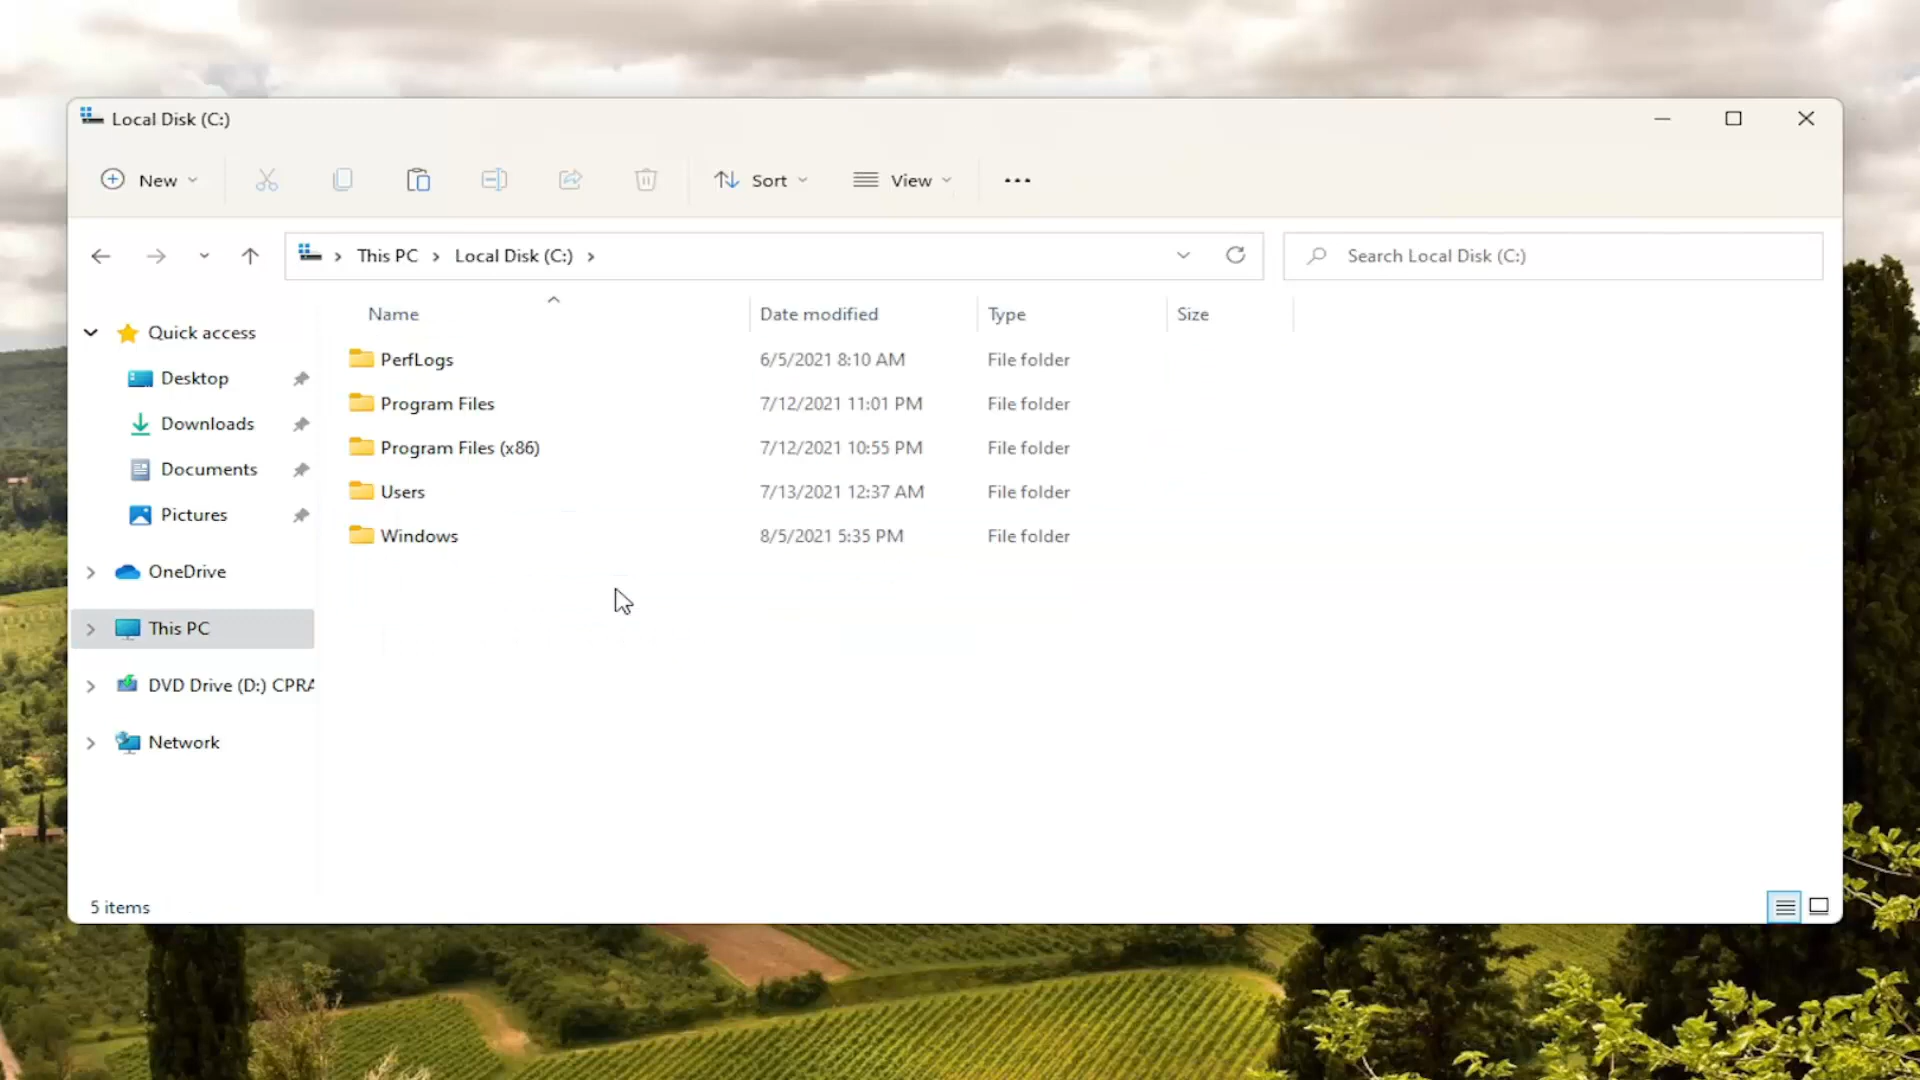 Local Disk (C:)
New
Sort
View
This PC
Local Disk (C:)
Search Local Disk (C:)
Name Date modified Type Size
Quick access
Desktop
Downloads
Documents
Pictures
OneDrive
This PC
DVD Drive (D:) CPRA
Network
PerfLogs 6/5/2021 8:10 AM File folder
Program Files 7/12/2021 11:01 PM File folder
Program Files (x86) 7/12/2021 10:55 PM File folder
Users 7/13/2021 12:37 AM File folder
Windows 8/5/2021 5:35 PM File folder
5 items